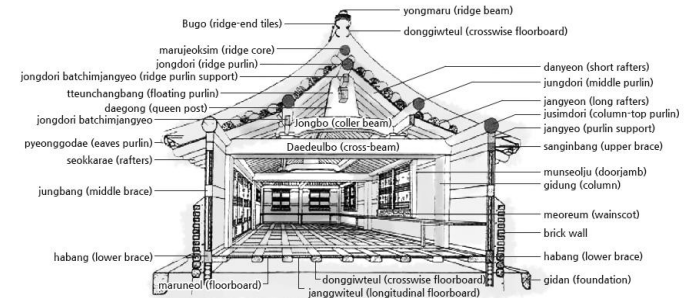 yongmaru (ridge beam)
Bugo (ridge-end tiles)
donggiwteul (crosswise floorboard)
marujeoksim (ridge core)
jongdori (ridge purlin)
jongdori batchimjangyeo (ridge purlin support)
tteunchangbang (floating purlin)
daegong (queen post)
jongdori batchimjangyeo
pyeonggodae (eaves purlin)
seokkarae (rafters)
jungbang (middle brace)
habang (lower brace)
Jongbo (coller beam)
Daedeulbo (cross-beam)
danyeon (short rafters)
jungdori (middle purlin)
jangyeon (long rafters)
jusimdori (column-top purlin)
jangyeo (purlin support)
sanginbang (upper brace)
munseolju (doorjamb)
gidung (column)
meoreum (wainscot)
brick wall
habang (lower brace)
gidan (foundation)
maruneol (floorboard)
donggiwteul (crosswise floorboard)
janggwiteul (longitudinal floorboard)